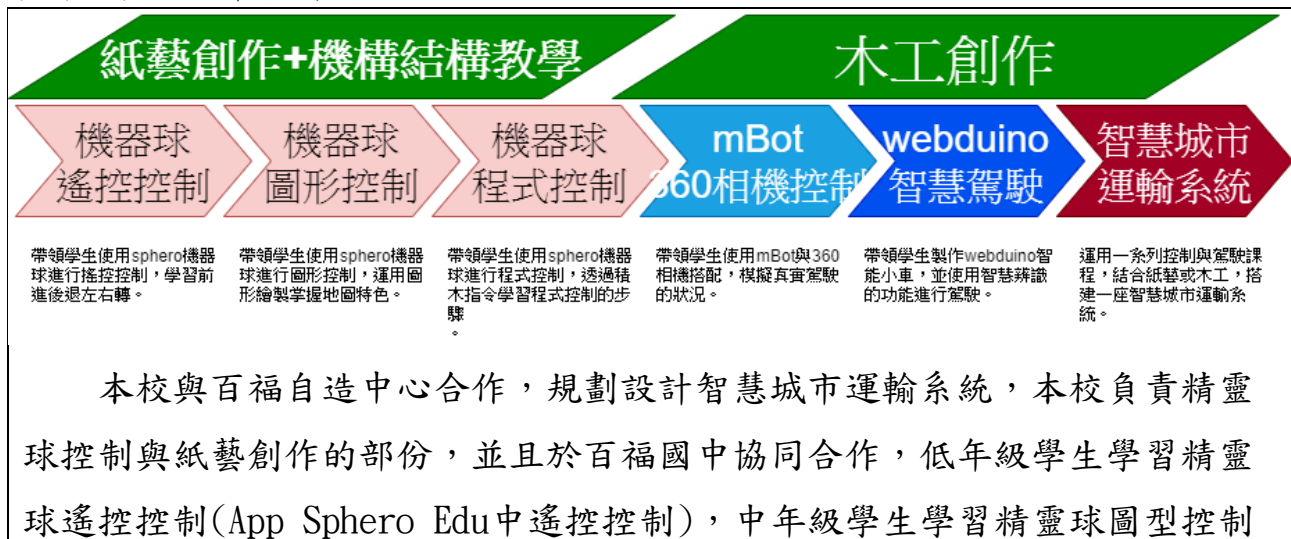 紙藝創作+機構結構教學
木工創作
機器球
遙控控制
機器球
圖形控制
機器球
程式控制
mBot
360相機控制
webduino
智慧駕駛
智慧城市
運輸系統
帶領學生使用sphero機器
球進行搖控控制，學習前
進後退左右轉。
帶領學生使用sphero機器
球進行圖形控制，運用圖
形繪製掌握地圖特色。
帶領學生使用sphero機器
球進行程式控制，透過積
木指令學習程式控制的步
驟
。
帶領學生使用mBot與360
相機搭配，模擬真實駕駛
的狀況。
帶領學生製作webduino智
能小車，並使用智慧辨識
的功能進行駕駛。
運用一系列控制與駕駛課
程，結合紙藝或木工，搭
建一座智慧城市運輸系
統。
本校與百福自造中心合作，規劃設計智慧城市運輸系統，本校負責精靈
球控制與紙藝創作的部份，並且於百福國中協同合作，低年級學生學習精靈
球遙控控制(App Sphero Edu中遙控控制)，中年級學生學習精靈球圖型控制